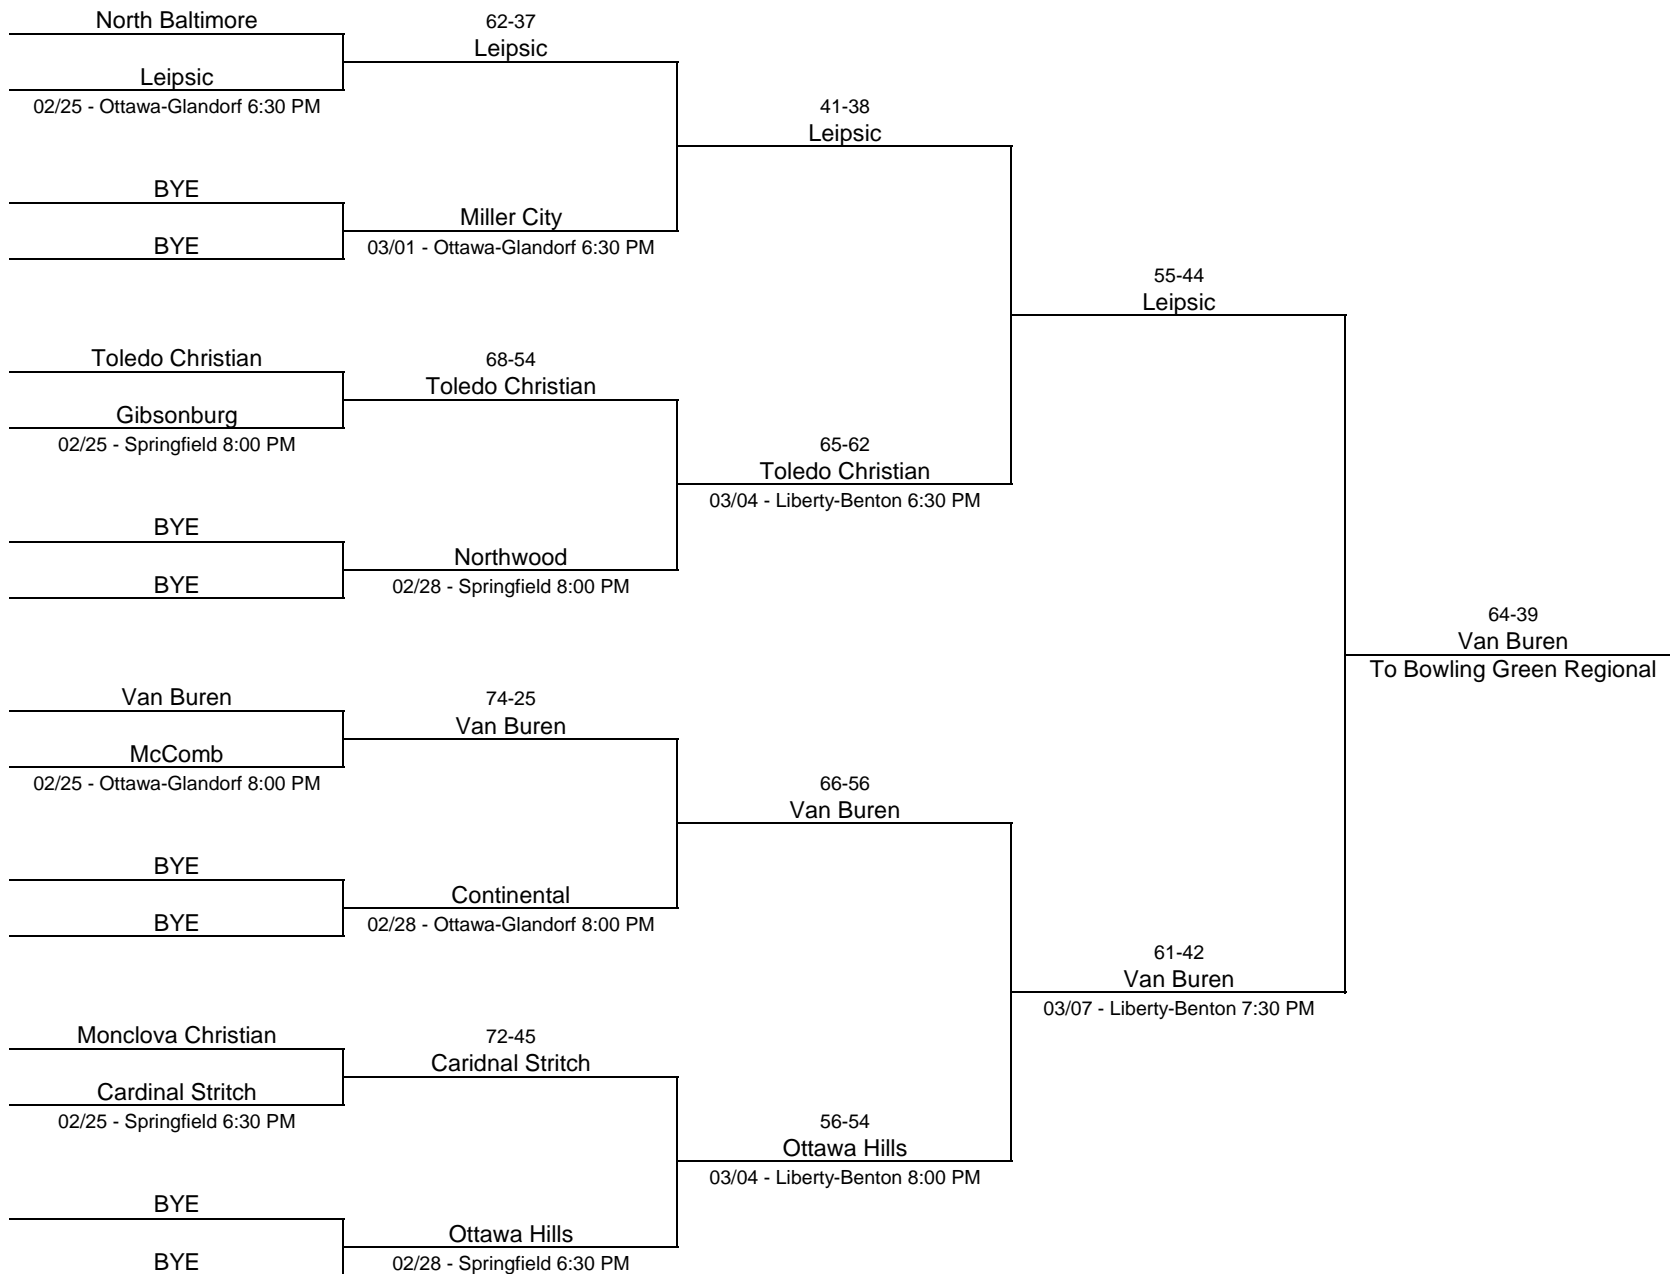 North Baltimore
62-37
Leipsic
Leipsic
02/25 - Ottawa-Glandorf 6:30 PM
41-38
Leipsic
BYE
Miller City
BYE
03/01 - Ottawa-Glandorf 6:30 PM
55-44
Leipsic
Toledo Christian
68-54
Toledo Christian
Gibsonburg
02/25 - Springfield 8:00 PM
65-62
Toledo Christian
03/04 - Liberty-Benton 6:30 PM
BYE
Northwood
BYE
02/28 - Springfield 8:00 PM
64-39
Van Buren
To Bowling Green Regional
Van Buren
74-25
Van Buren
McComb
02/25 - Ottawa-Glandorf 8:00 PM
66-56
Van Buren
BYE
Continental
BYE
02/28 - Ottawa-Glandorf 8:00 PM
61-42
Van Buren
03/07 - Liberty-Benton 7:30 PM
Monclova Christian
72-45
Caridnal Stritch
Cardinal Stritch
02/25 - Springfield 6:30 PM
56-54
Ottawa Hills
03/04 - Liberty-Benton 8:00 PM
BYE
Ottawa Hills
BYE
02/28 - Springfield 6:30 PM